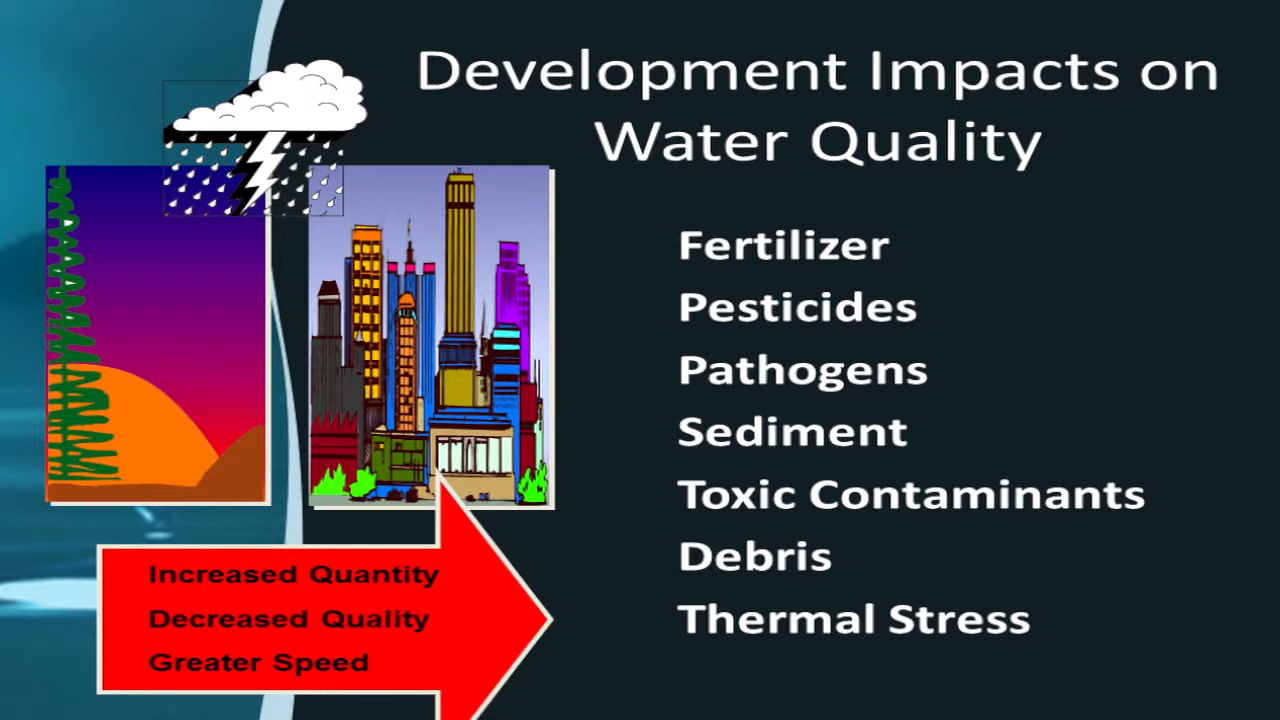 Development Impacts on
Water Quality
Fertilizer
Pesticides
Pathogens
Sediment
Toxic Contaminants
Debris
Thermal Stress
Increased Quantity
Decreased Quality
Greater Speed